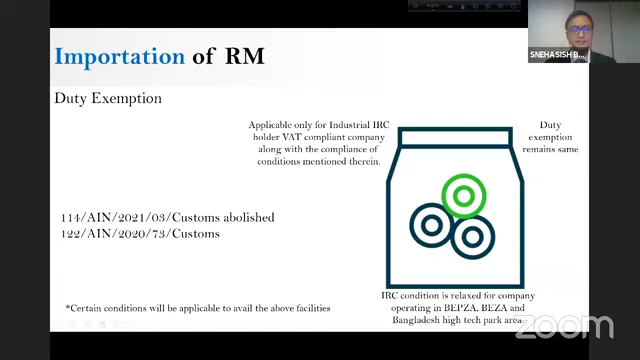 Importation of RM
SNEHASISH B...
Duty Exemption
Applicable only for Industrial IRC
holder VAT compliant company
along with the compliance of
conditions mentioned therein.
Duty
exemption
remains same
114/AIN/2021/03/Customs abolished
122/AIN/2020/73/Customs
IRC condition is relaxed for company
operating in BEPZA, BEZA and
Bangladesh high tech park area.
*Certain conditions will be applicable to avail the above facilities
zoom